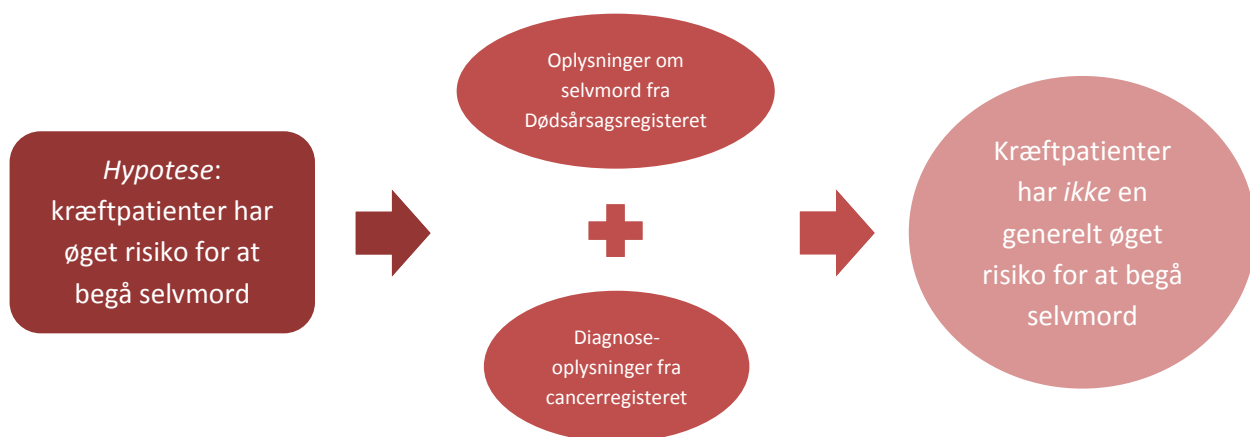 Hypotese:
kræftpatienter har
øget risiko for at
begå selvmord
Oplysninger om
selvmord fra
Dødsårsagsregisteret
Diagnose-
oplysninger fra
cancerregisteret
Kræftpatienter
har ikke en
generelt øget
risiko for at begå
selvmord